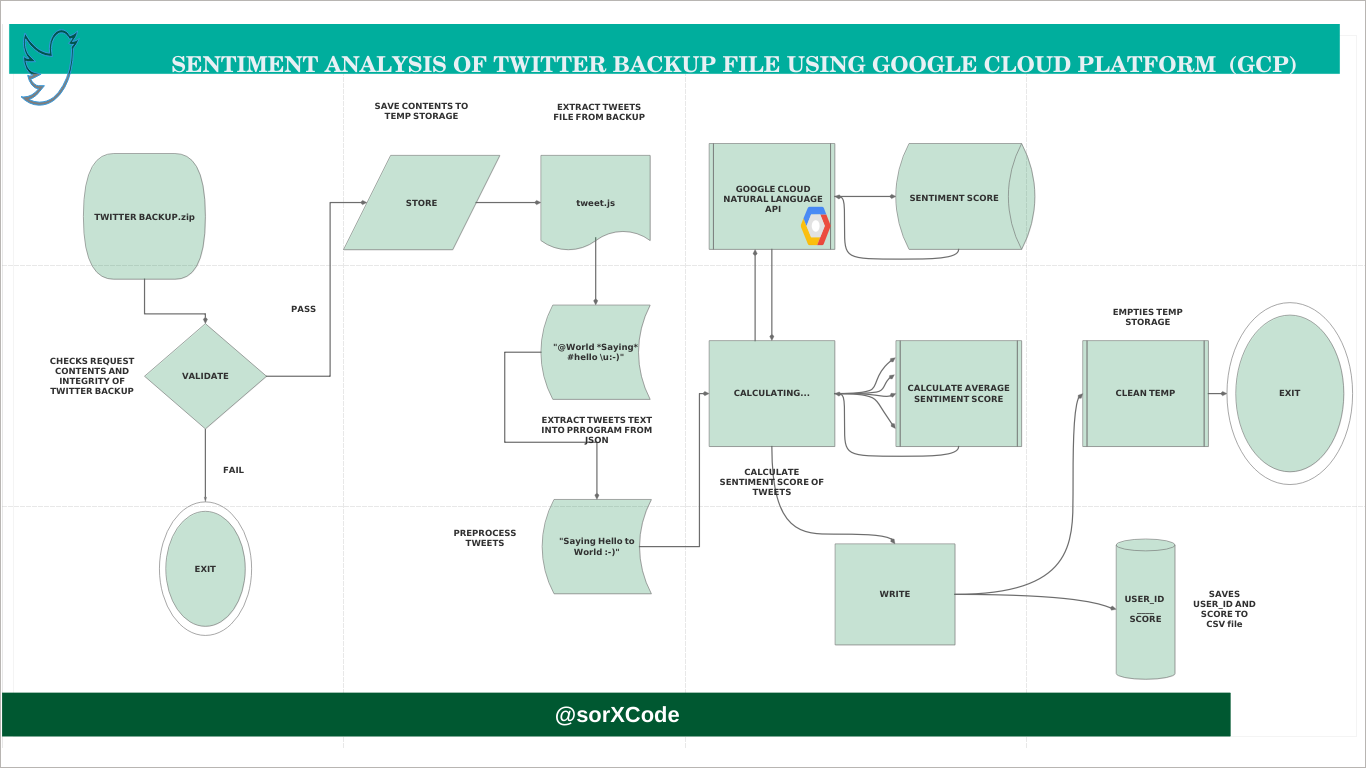 SENTIMENT ANALYSIS OF TWITTER BACKUP FILE USING GOOGLE CLOUD PLATFORM (GCP)
SAVE CONTENTS TO
TEMP STORAGE
EXTRACT TWEETS
FILE FROM BACKUP
TWITTER BACKUP.zip
STORE
tweet.js
GOOGLE CLOUD
NATURAL LANGUAGE
API
SENTIMENT SCORE
PASS
CHECKS REQUEST
CONTENTS AND
INTEGRITY OF
TWITTER BACKUP
VALIDATE
"@World *Saying*
#hello \u:-)"
EXTRACT TWEETS TEXT
INTO PRROGRAM FROM
JSON
CALCULATING...
CALCULATE AVERAGE
SENTIMENT SCORE
EMPTIES TEMP
STORAGE
CLEAN TEMP
EXIT
FAIL
CALCULATE
SENTIMENT SCORE OF
TWEETS
EXIT
PREPROCESS
TWEETS
"Saying Hello to
World :-)"
WRITE
USER_ID
___
SCORE
SAVES
USER_ID AND
SCORE TO
CSV file
@sorXCode